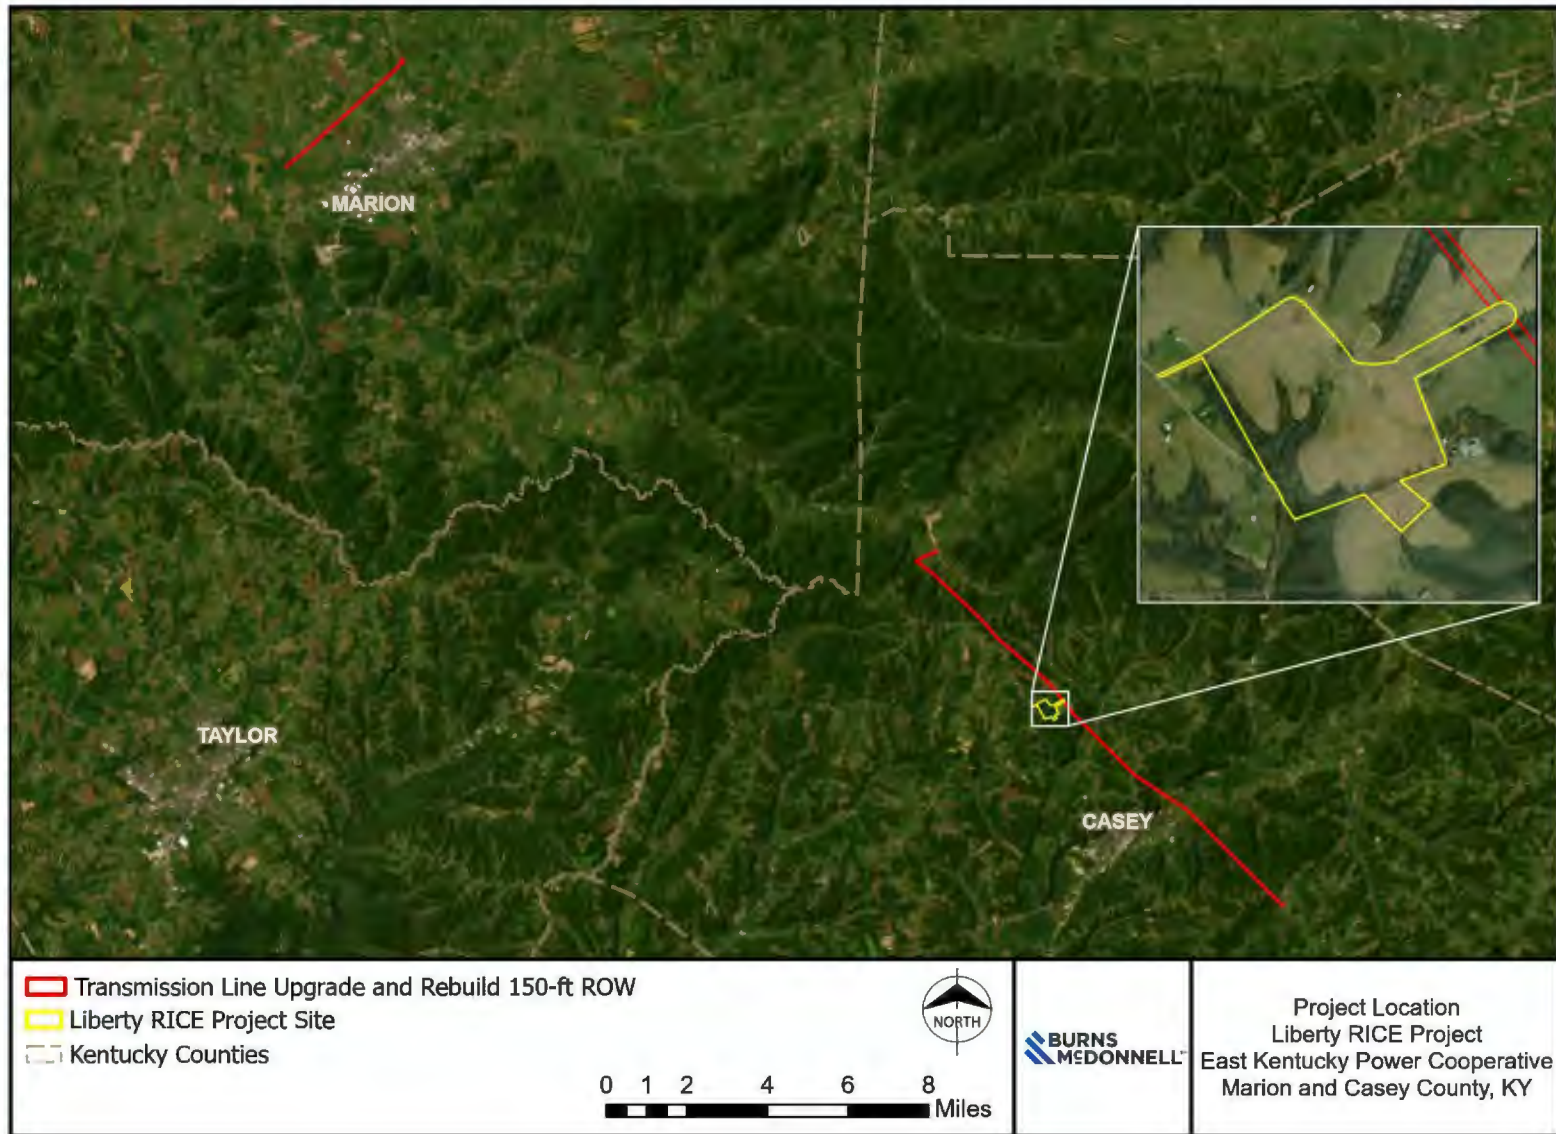 MARION
TAYLOR
CASEY
Transmission Line Upgrade and Rebuild 150-ft ROW
Liberty RICE Project Site
Kentucky Counties
NORTH
0 1 2 4 6 8
Miles
BURNS
McDONNELL
Project Location
Liberty RICE Project
East Kentucky Power Cooperative
Marion and Casey County, KY